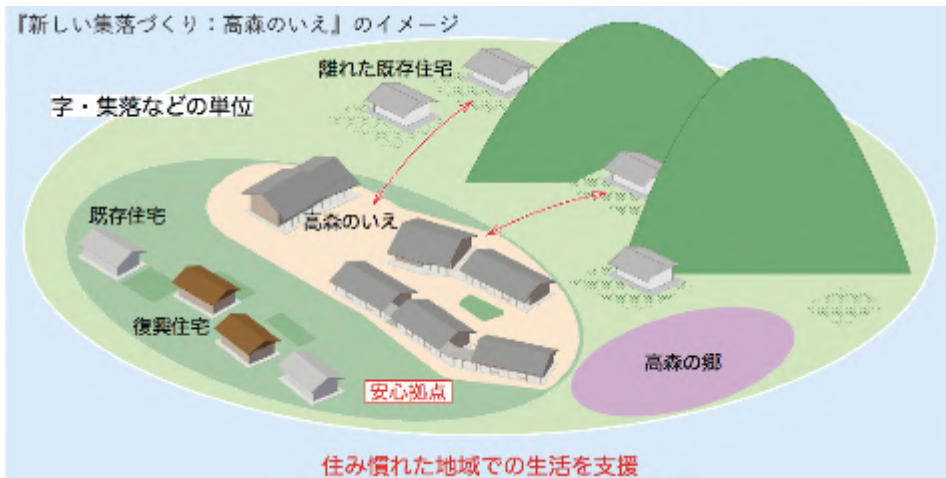 『新しい集落づくり：高森のいえ』のイメージ
離れた既存住宅
字・集落などの単位
既存住宅
高森のいえ
復興住宅
高森の郷
安心拠点
住み慣れた地域での生活を支援